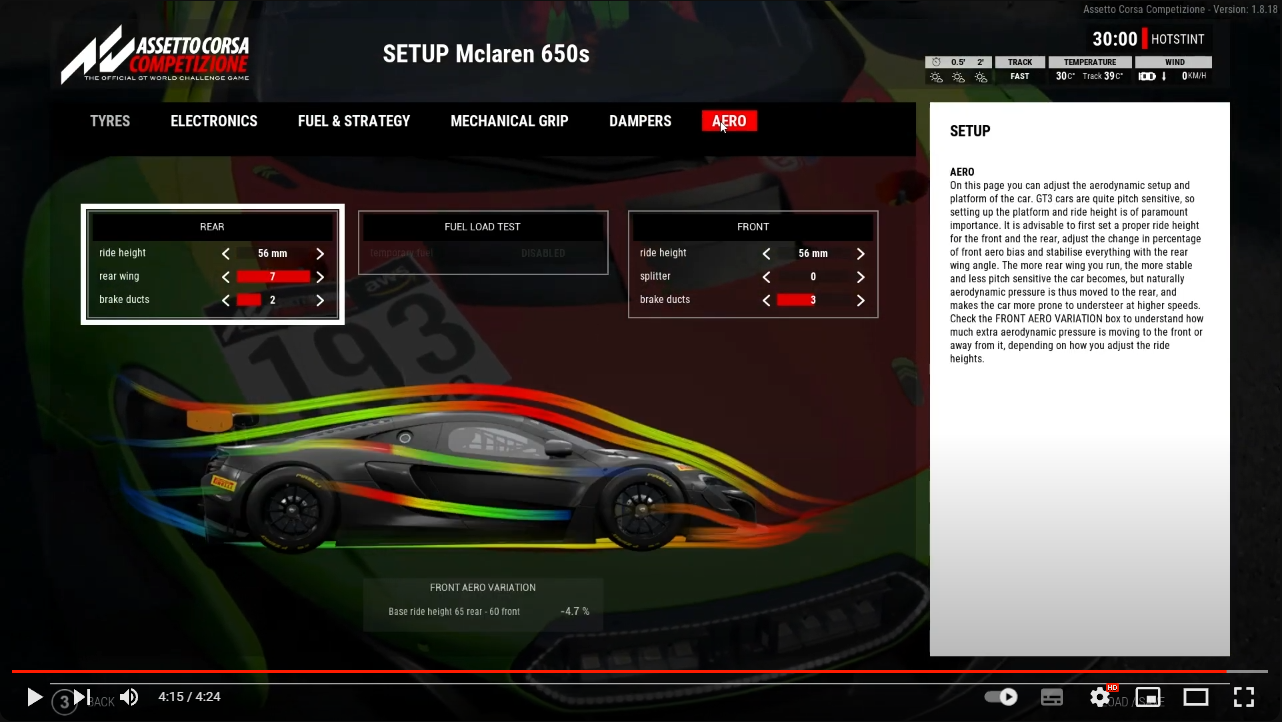 Assetto Corsa Competizione - Version: 1.8.18
ASSETTO CORSA
COMPETIZIONE
THE OFFICIAL GT WORLD CHALLENGE GAME
SETUP Mclaren 650s
30:00 HOTSTINT
0.5' 2' TRACK TEMPERATURE WIND
FAST 30 C° Track 39 C° 0 KM/H
TYRES ELECTRONICS FUEL & STRATEGY MECHANICAL GRIP DAMPERS AERO
REAR
ride height 56 mm
rear wing 7
brake ducts 2
FUEL LOAD TEST
temporary fuel DISABLED
FRONT
ride height 56 mm
splitter 0
brake ducts 3
193
PIRELLI
FRONT AERO VARIATION
Base ride height 65 rear - 60 front -4.7 %
SETUP
AERO
On this page you can adjust the aerodynamic setup and
platform of the car. GT3 cars are quite pitch sensitive, so
setting up the platform and ride height is of paramount
importance. It is advisable to first set a proper ride height
for the front and the rear, adjust the change in percentage
of front aero bias and stabilise everything with the rear
wing angle. The more rear wing you run, the more stable
and less pitch sensitive the car becomes, but naturally
aerodynamic pressure is thus moved to the rear, and
makes the car more prone to understeer at higher speeds.
Check the FRONT AERO VARIATION box to understand how
much extra aerodynamic pressure is moving to the front or
away from it, depending on how you adjust the ride
heights.
3 BACK 4:15 / 4:24 HD